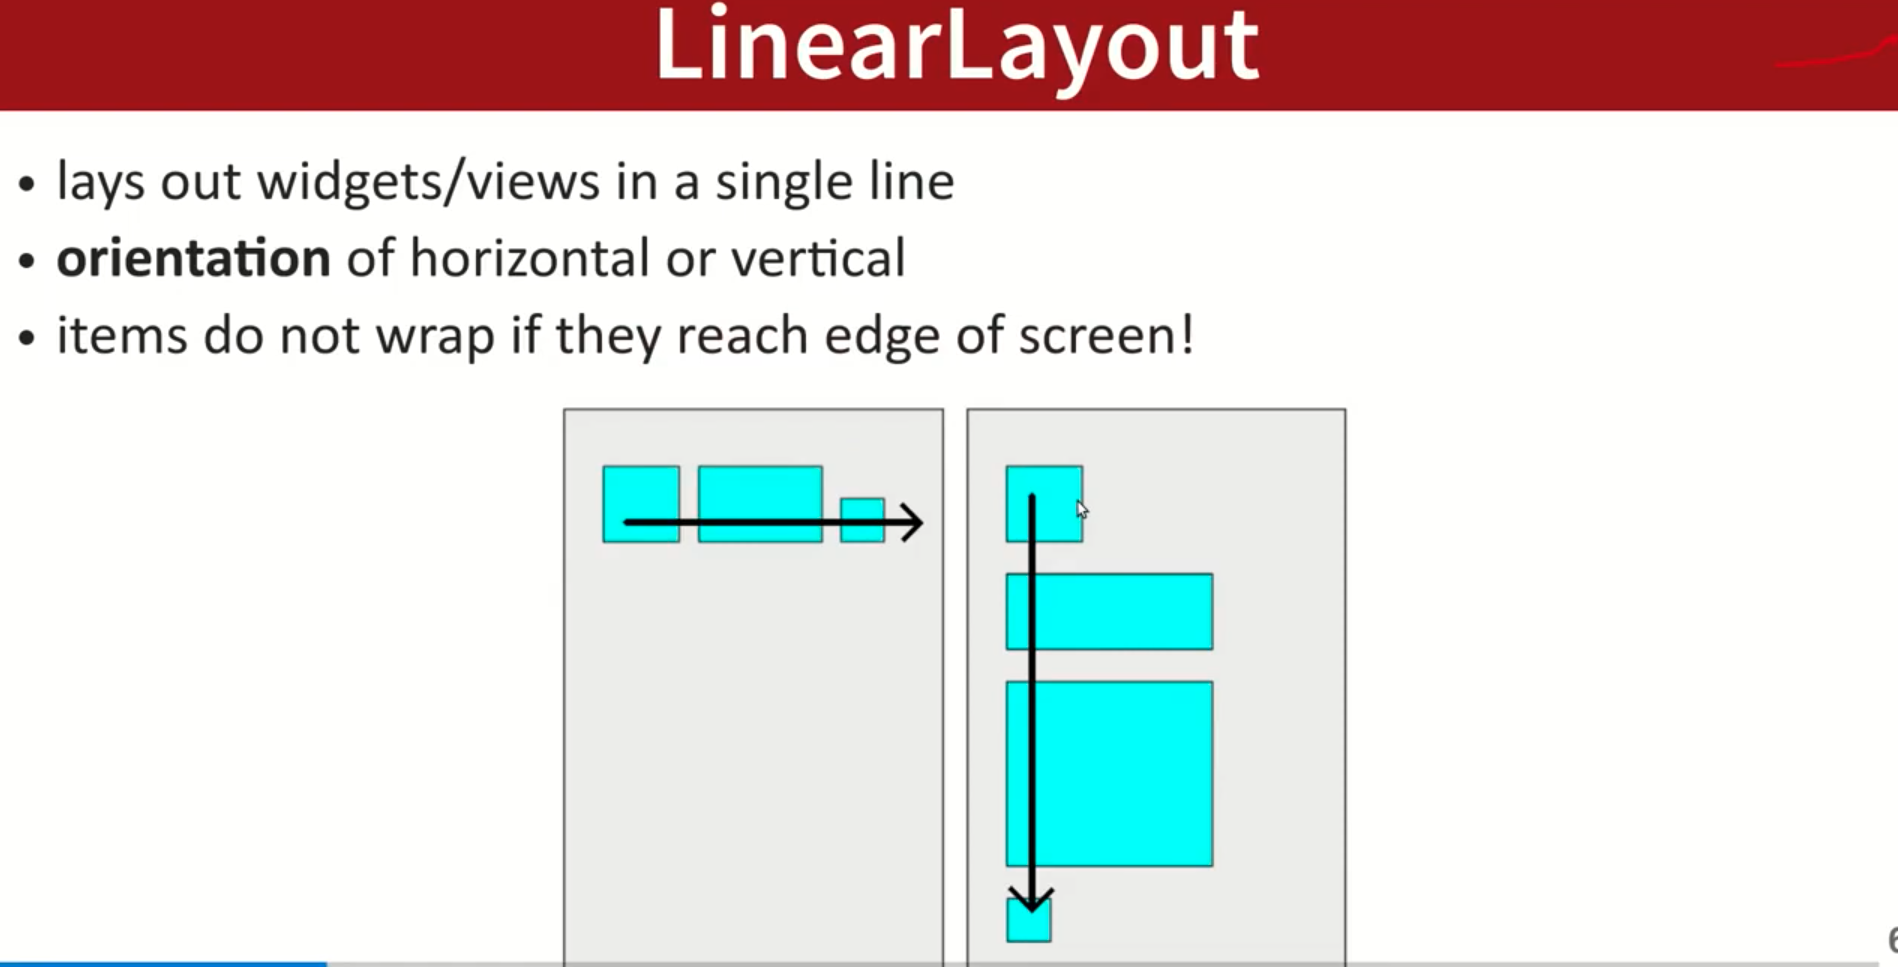 LinearLayout
• lays out widgets/views in a single line
• orientation of horizontal or vertical
• items do not wrap if they reach edge of screen!